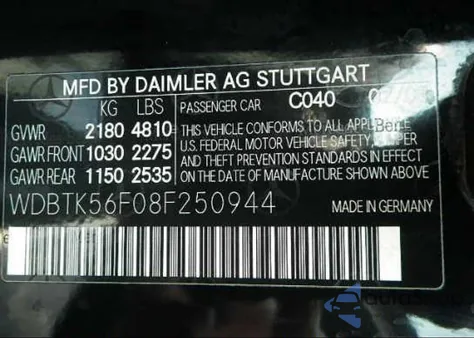 MFD BY DAIMLER AG STUTTGART
KG LBS PASSENGER CAR C040
GVWR 2180 4810
GAWR FRONT 1030 2275
GAWR REAR 1150 2535
THIS VEHICLE CONFORMS TO ALL
U.S. FEDERAL MOTOR VEHICLE
AND THEFT PREVENTION STANDARDS IN EFFECT
ON THE DATE OF MANUFACTURE SHOWN ABOVE.
WDBTK56F08F250944 MADE IN GERMANY